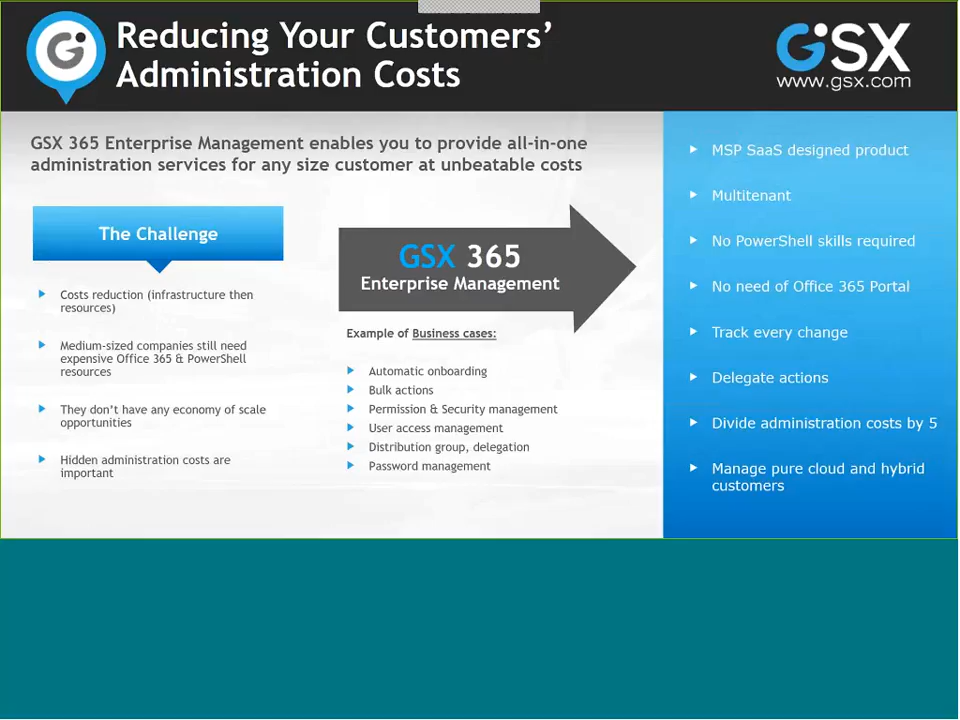 Reducing Your Customers’
Administration Costs
GSX
www.gsx.com
GSX 365 Enterprise Management enables you to provide all-in-one
administration services for any size customer at unbeatable costs
The Challenge
Costs reduction (infrastructure then
resources)
Medium-sized companies still need
expensive Office 365 & PowerShell
resources
They don’t have any economy of scale
opportunities
Hidden administration costs are
important
GSX 365
Enterprise Management
Example of Business cases:
Automatic onboarding
Bulk actions
Permission & Security management
User access management
Distribution group, delegation
Password management
MSP SaaS designed product
Multitenant
No PowerShell skills required
No need of Office 365 Portal
Track every change
Delegate actions
Divide administration costs by 5
Manage pure cloud and hybrid
customers